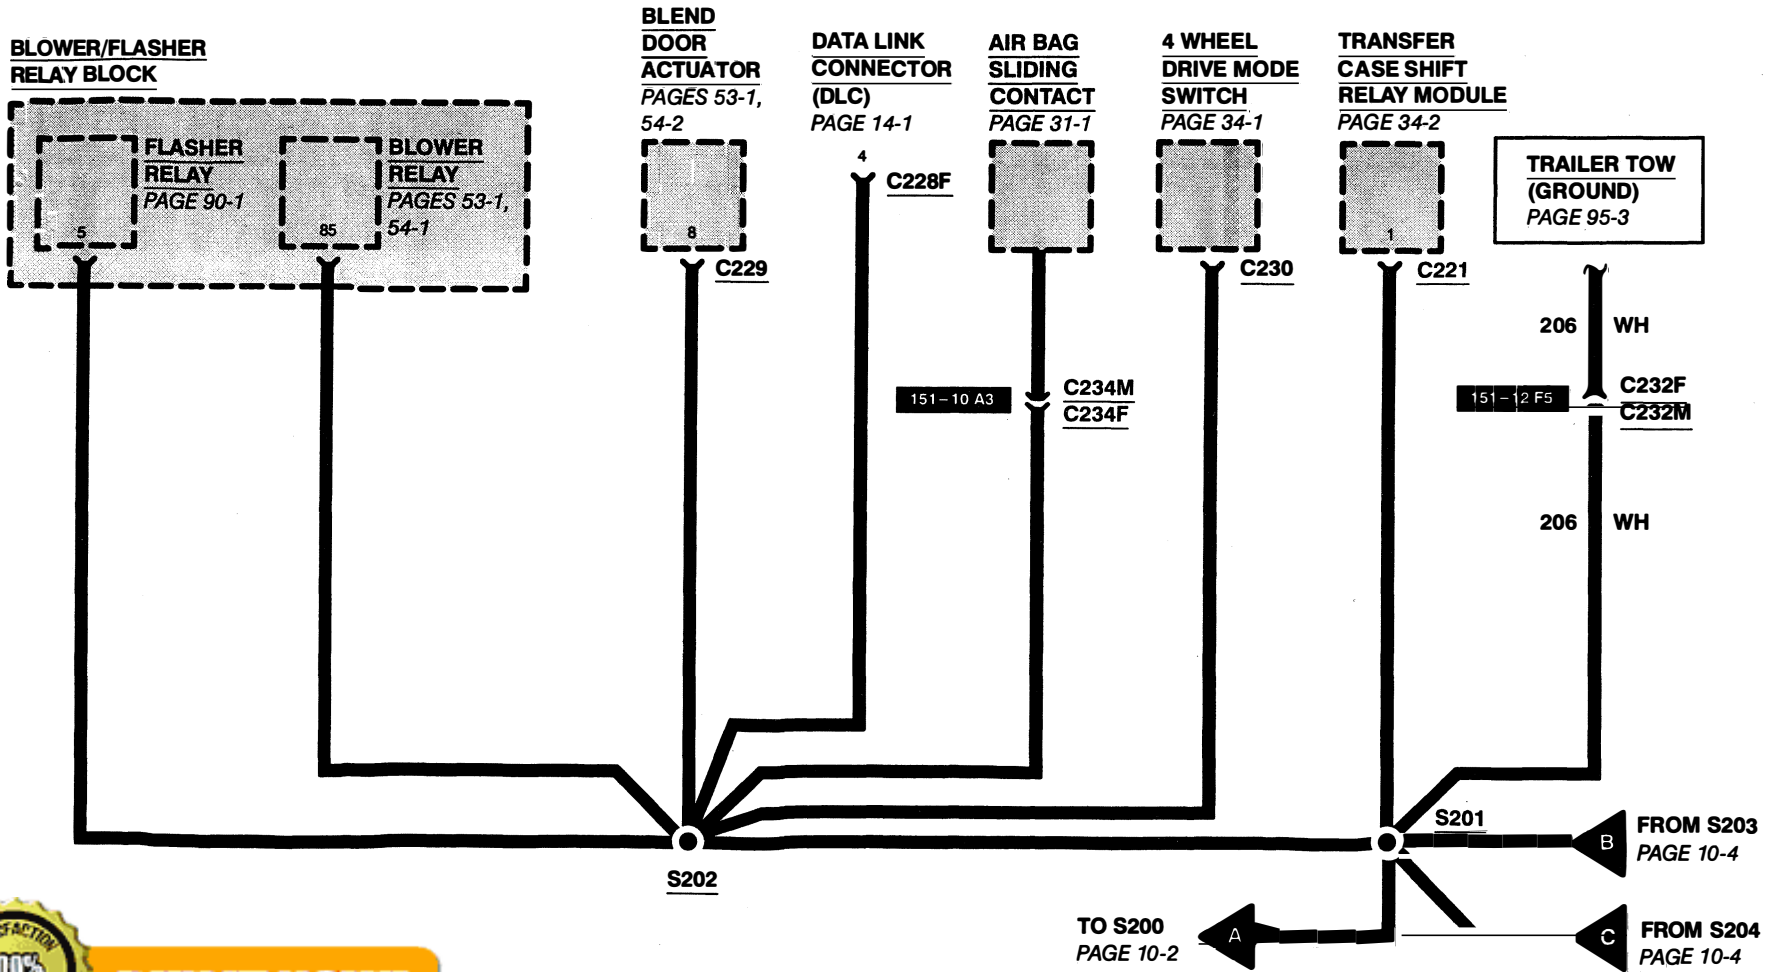 BLOWER/FLASHER
RELAY BLOCK
FLASHER
RELAY
PAGE 90-1
5
BLOWER
RELAY
PAGES 53-1,
54-1
85
BLEND
DOOR
ACTUATOR
PAGES 53-1,
54-2
8
C229
DATA LINK
CONNECTOR
(DLC)
PAGE 14-1
4
C228F
AIR BAG
SLIDING
CONTACT
PAGE 31-1
151-10 A3
C234M
C234F
4 WHEEL
DRIVE MODE
SWITCH
PAGE 34-1
C230
TRANSFER
CASE SHIFT
RELAY MODULE
PAGE 34-2
1
C221
TRAILER TOW
(GROUND)
PAGE 95-3
206 WH
151-12 F5
C232F
C232M
206 WH
S202
S201
B
FROM S203
PAGE 10-4
TO S200
PAGE 10-2
A
C
FROM S204
PAGE 10-4